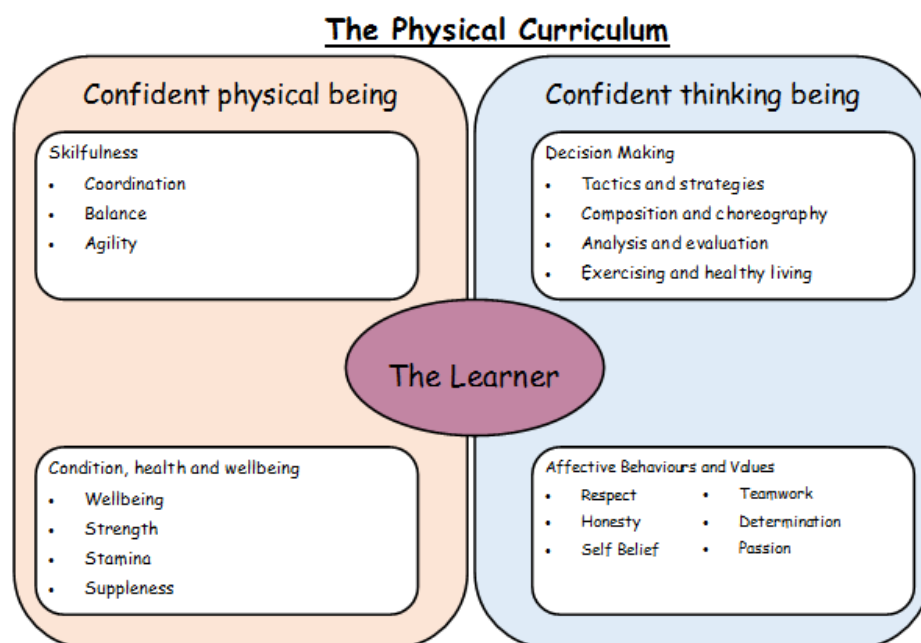 The Physical Curriculum
Confident physical being
Skilfulness
• Coordination
• Balance
• Agility
Condition, health and wellbeing
• Wellbeing
• Strength
• Stamina
• Suppleness
The Learner
Confident thinking being
Decision Making
• Tactics and strategies
• Composition and choreography
• Analysis and evaluation
• Exercising and healthy living
Affective Behaviours and Values
• Respect
• Honesty
• Self Belief
• Teamwork
• Determination
• Passion